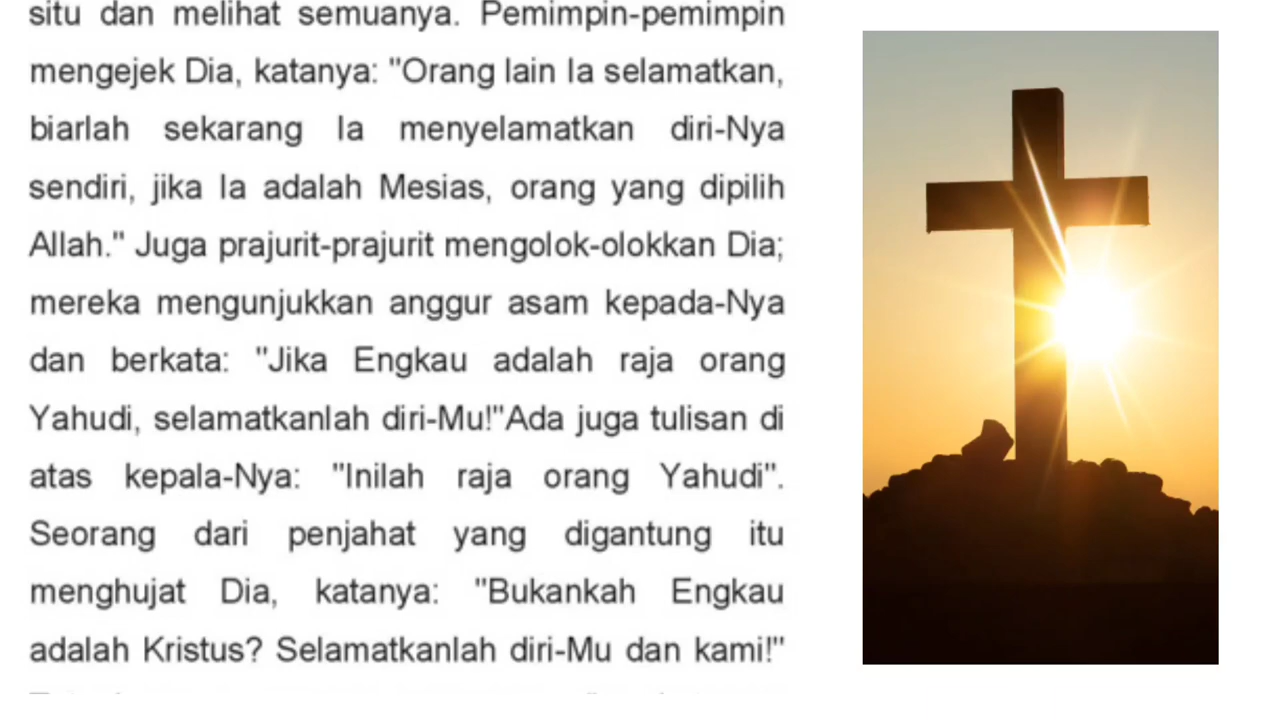 situ dan melihat semuanya. Pemimpin-pemimpin
mengejek Dia, katanya: "Orang lain Ia selamatkan,
biarlah sekarang Ia menyelamatkan diri-Nya
sendiri, jika Ia adalah Mesias, orang yang dipilih
Allah." Juga prajurit-prajurit mengolok-olokkan Dia;
mereka mengunjukkan anggur asam kepada-Nya
dan berkata: "Jika Engkau adalah raja orang
Yahudi, selamatkanlah diri-Mu!"Ada juga tulisan di
atas kepala-Nya: "Inilah raja orang Yahudi".
Seorang dari penjahat yang digantung itu
menghujat Dia, katanya: "Bukankah Engkau
adalah Kristus? Selamatkanlah diri-Mu dan kami!"